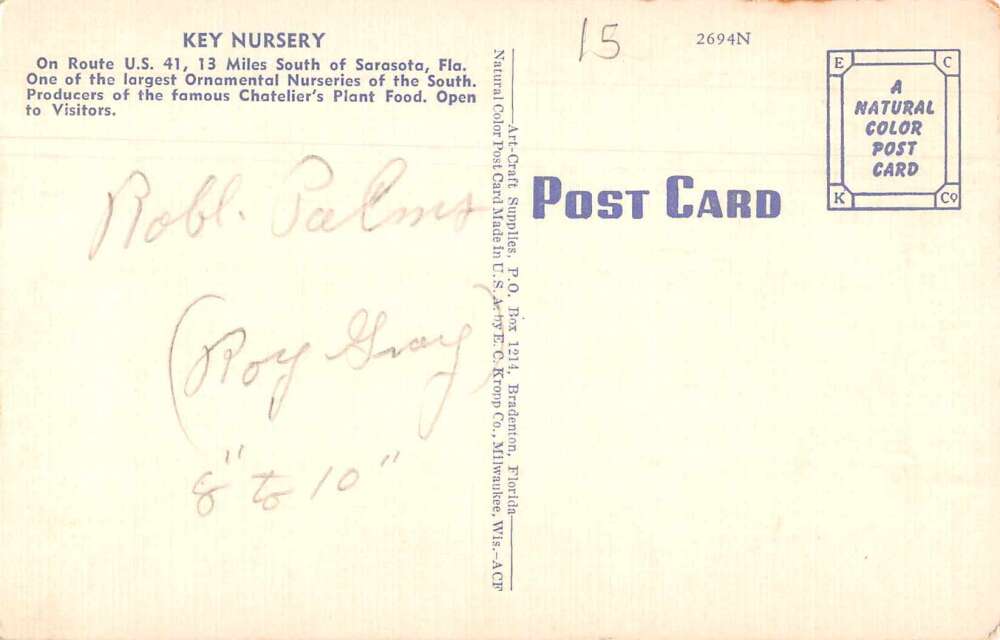 KEY NURSERY
On Route U.S. 41, 13 Miles South of Sarasota, Fla.
One of the largest Ornamental Nurseries of the South.
Producers of the famous Chatelier's Plant Food. Open
to Visitors.
Robl. Palms
(Roy Gray)
8" to 10"
Art-Craft Supplies, P.O. Box 1214, Bradenton, Florida
Natural Color Post Card Made in U.S.A. by E. C. Kropp Co., Milwaukee, Wis.-ACF
15
2694N
E C
A
NATURAL
COLOR
POST
CARD
K Co
POST CARD